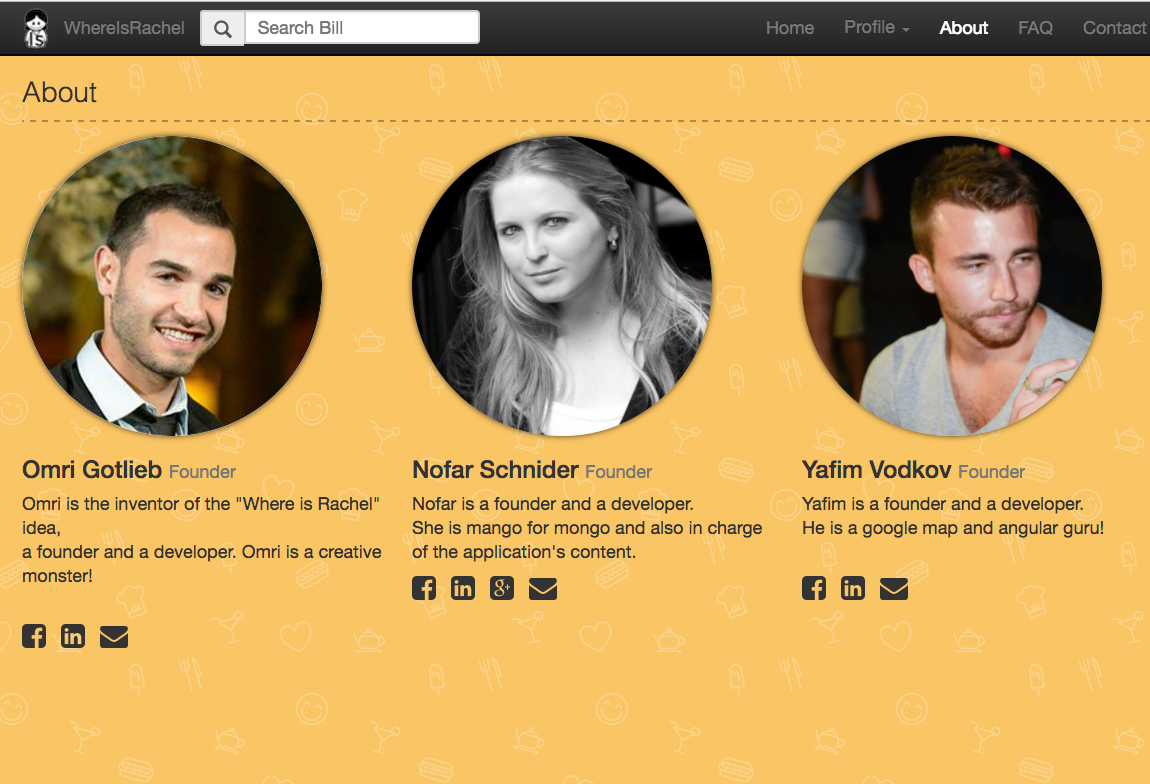 WhereIsRachel Search Bill Home Profile About FAQ Contact
About
Omri Gotlieb Founder
Omri is the inventor of the "Where is Rachel"
idea,
a founder and a developer. Omri is a creative
monster!
Nofar Schnider Founder
Nofar is a founder and a developer.
She is mango for mongo and also in charge
of the application's content.
Yafim Vodkov Founder
Yafim is a founder and a developer.
He is a google map and angular guru!